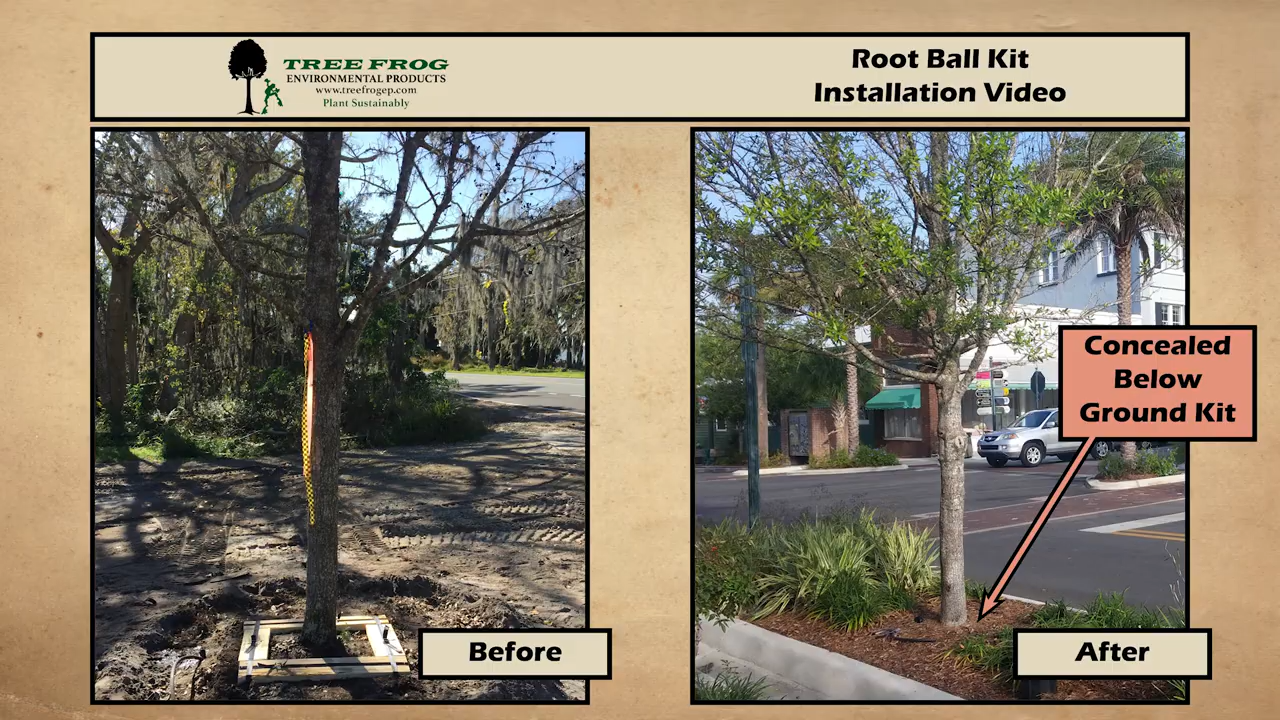 TREE FROG
ENVIRONMENTAL PRODUCTS
www.treefrogep.com
Plant Sustainably
Root Ball Kit
Installation Video
Concealed
Below
Ground Kit
Before
After